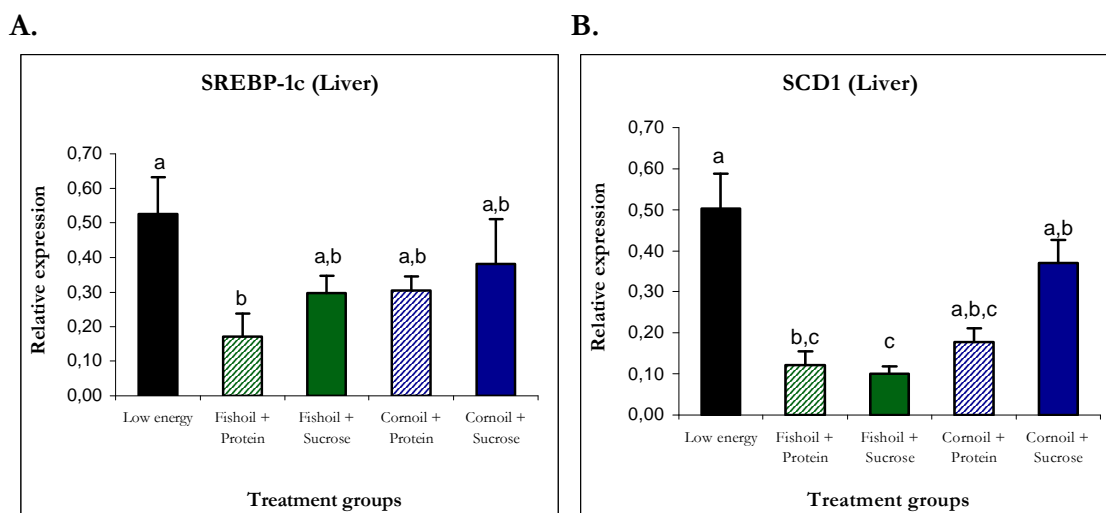 A.
SREBP-1c (Liver)
Relative expression
0,70
0,60
0,50
0,40
0,30
0,20
0,10
0,00
a
b
a,b
a,b
a,b
Low energy
Fishoil +
Protein
Fishoil +
Sucrose
Cornoil +
Protein
Cornoil +
Sucrose
Treatment groups
B.
SCD1 (Liver)
Relative expression
0,70
0,60
0,50
0,40
0,30
0,20
0,10
0,00
a
b,c
c
a,b,c
a,b
Low energy
Fishoil +
Protein
Fishoil +
Sucrose
Cornoil +
Protein
Cornoil +
Sucrose
Treatment groups